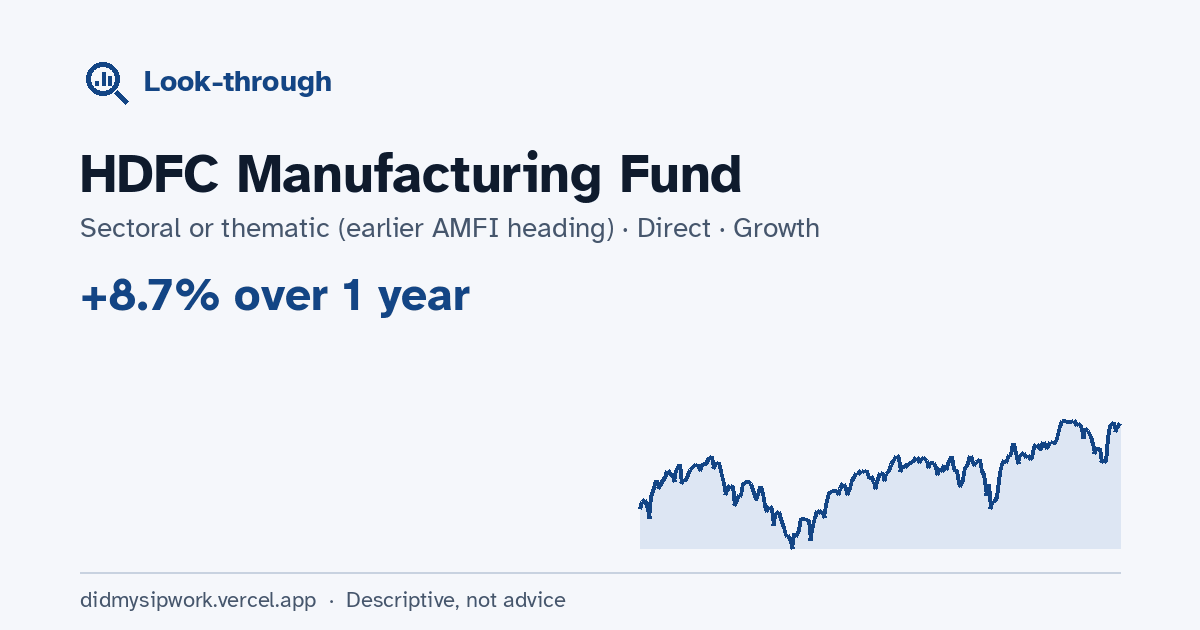 Look-through
HDFC Manufacturing Fund
Sectoral or thematic (earlier AMFI heading) · Direct · Growth
+8.7% over 1 year
didmysipwork.vercel.app · Descriptive, not advice